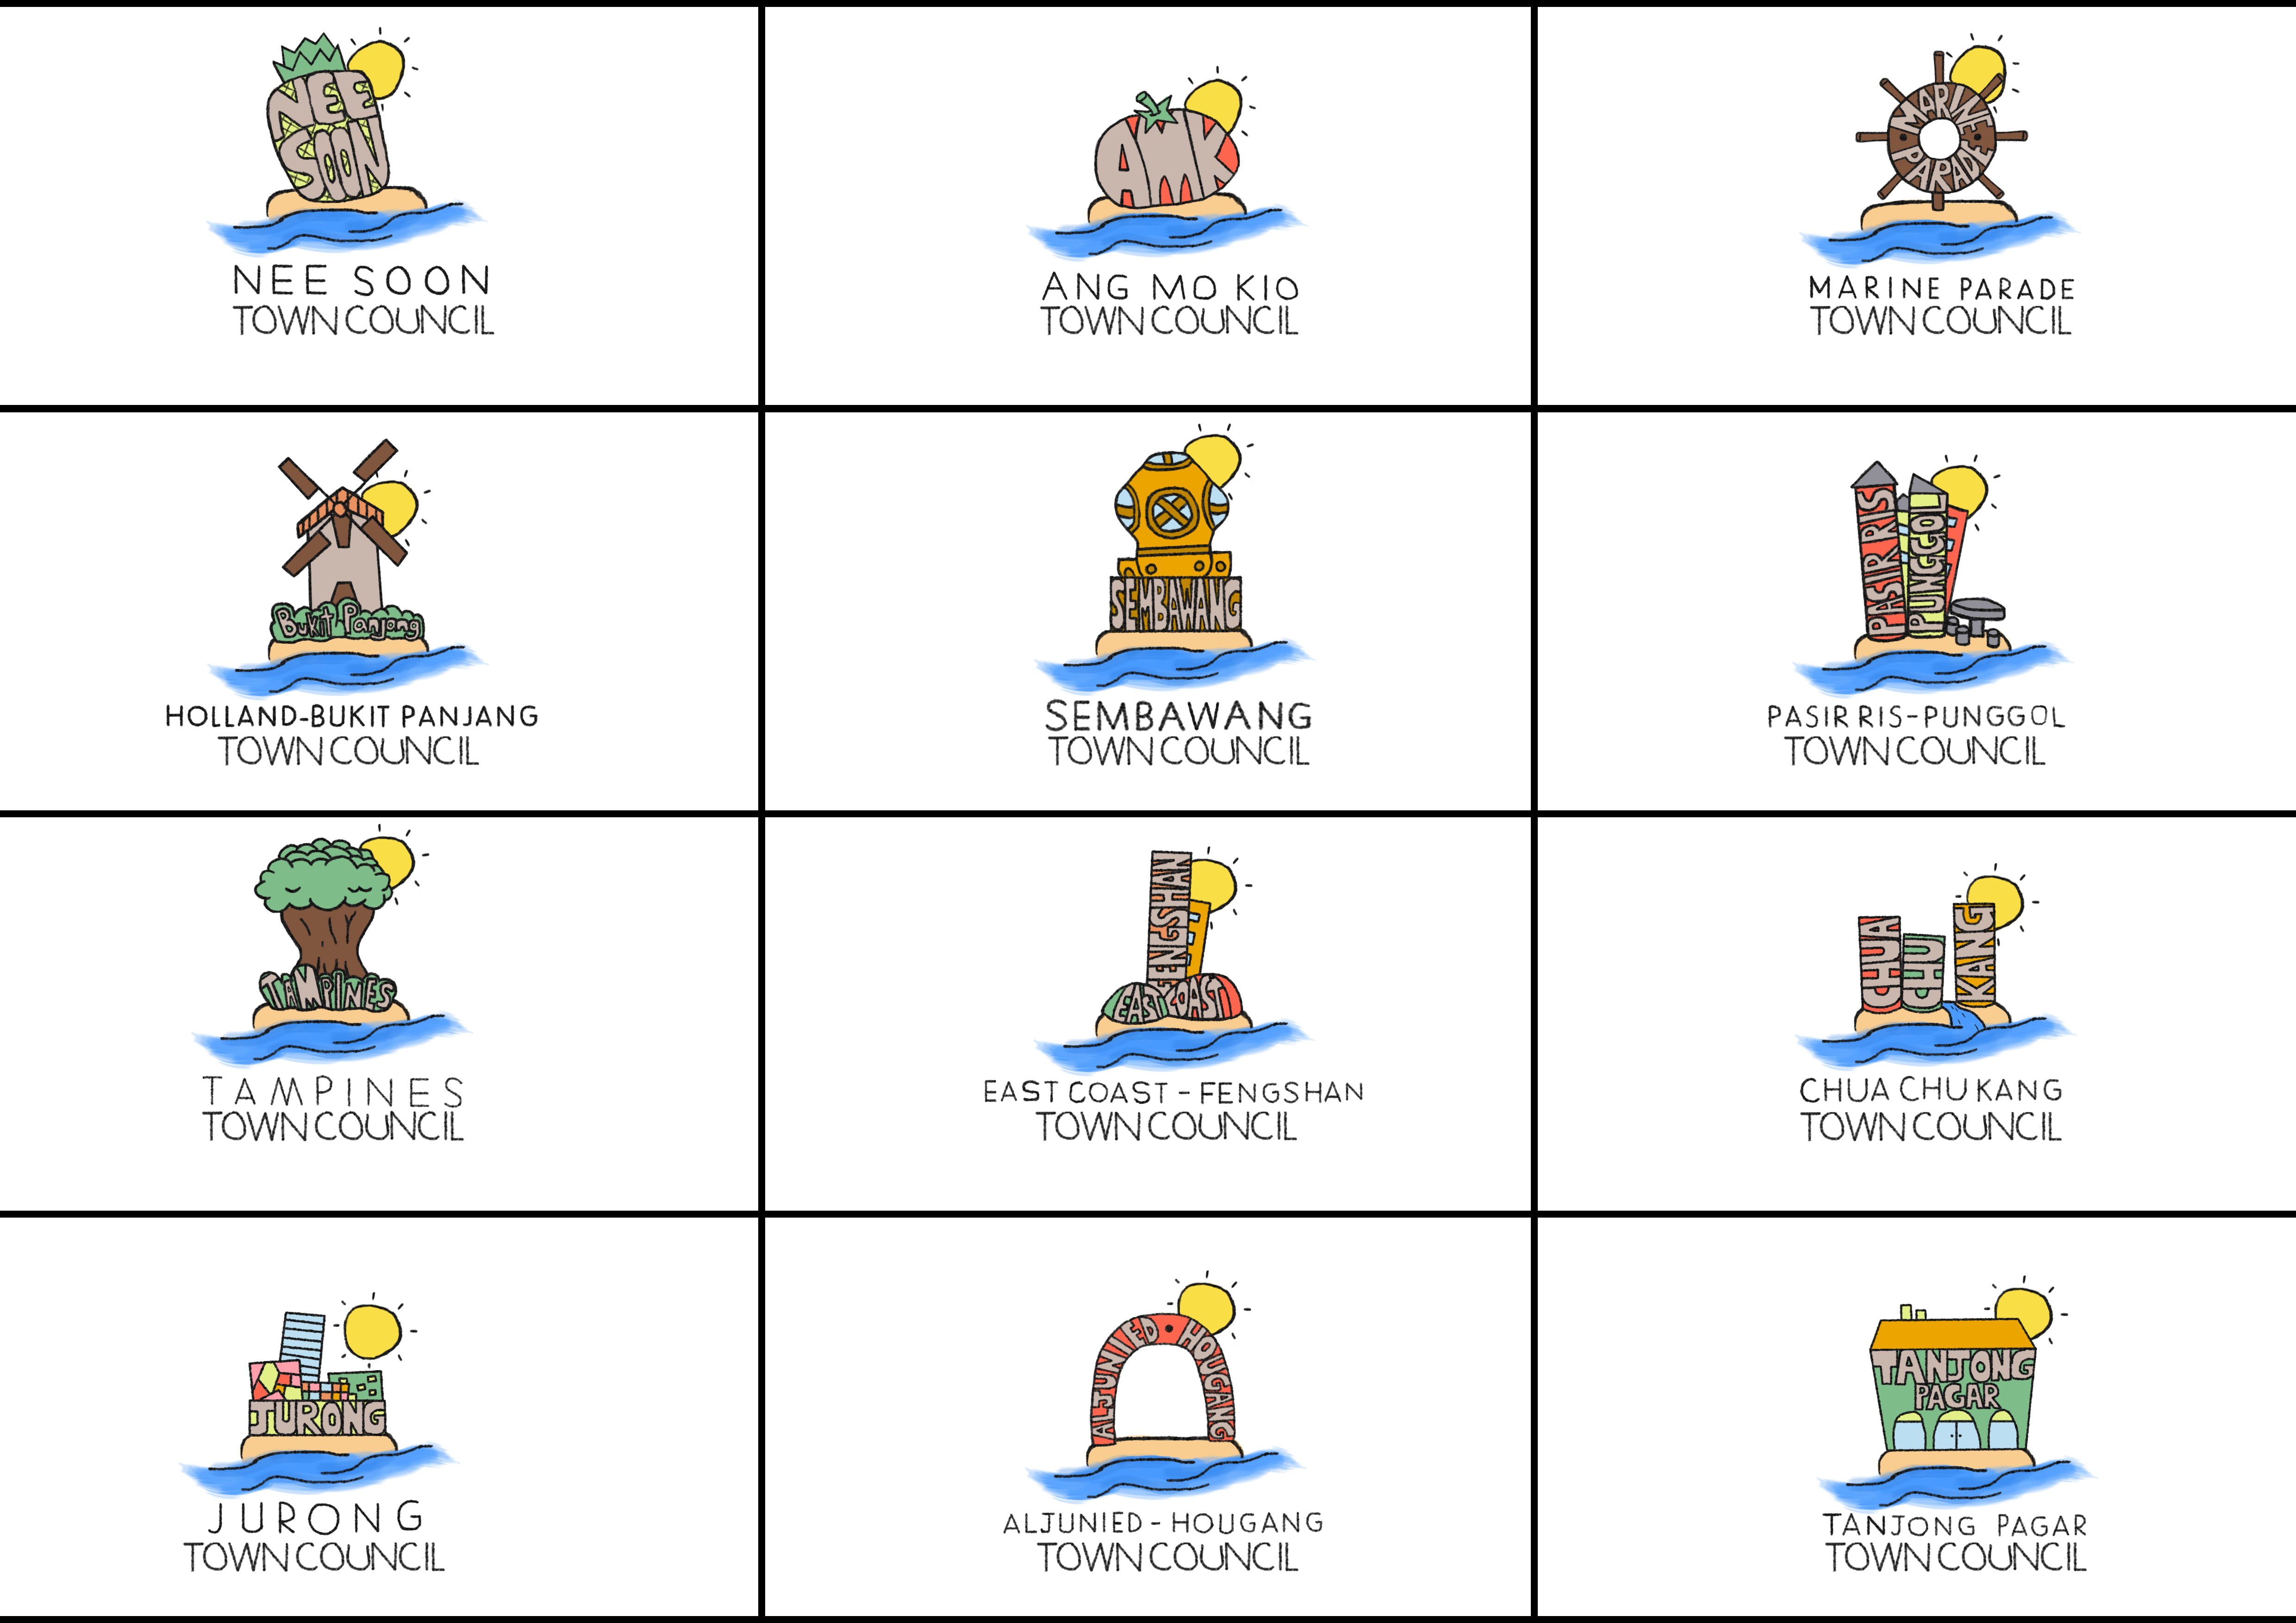 NEE
SOON
NEE SOON
TOWN COUNCIL
AMK
ANG MO KIO
TOWN COUNCIL
MARINE
PARADE
MARINE PARADE
TOWN COUNCIL
Bukit Panjang
HOLLAND-BUKIT PANJANG
TOWN COUNCIL
SEMBAWANG
SEMBAWANG
TOWN COUNCIL
PASIR RIS
PUNGGOL
PASIR RIS-PUNGGOL
TOWN COUNCIL
TAMPINES
TAMPINES
TOWN COUNCIL
FENGSHAN
EAST COAST
EAST COAST - FENGSHAN
TOWN COUNCIL
CHUA
CHU
KANG
CHUA CHU KANG
TOWN COUNCIL
JURONG
JURONG
TOWN COUNCIL
ALJUNIED • HOUGANG
ALJUNIED - HOUGANG
TOWN COUNCIL
TANJONG
PAGAR
TANJONG PAGAR
TOWN COUNCIL